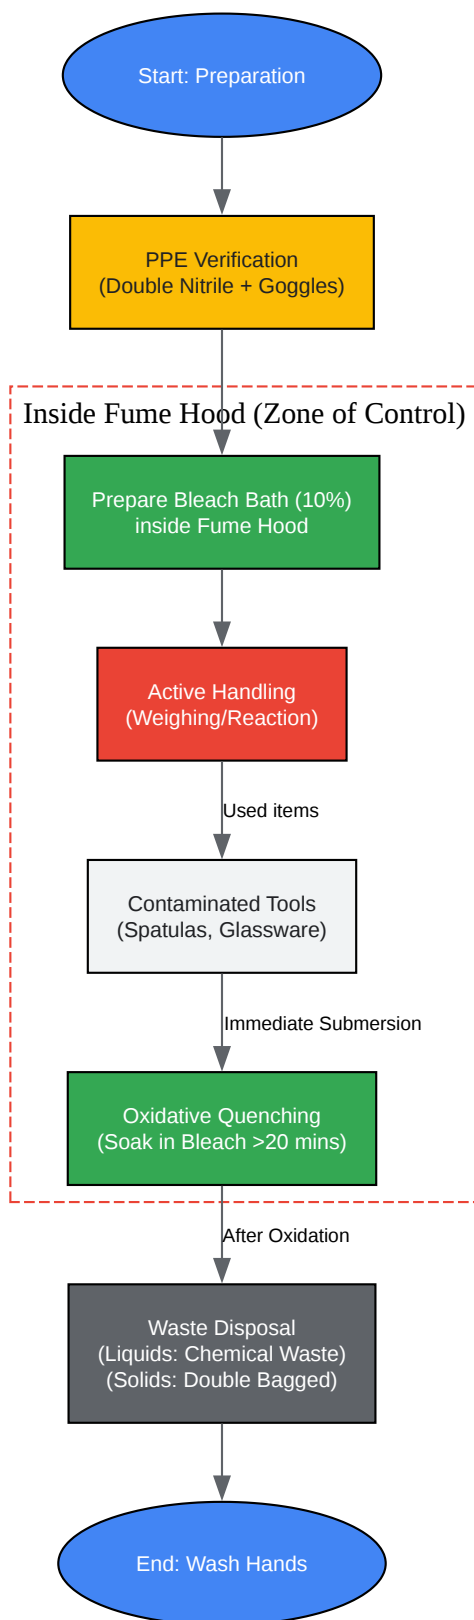 Start: Preparation
PPE Verification
(Double Nitrile + Goggles)
Inside Fume Hood (Zone of Control)
Prepare Bleach Bath (10%)
inside Fume Hood
Active Handling
(Weighing/Reaction)
Used items
Contaminated Tools
(Spatulas, Glassware)
Immediate Submersion
Oxidative Quenching
(Soak in Bleach >20 mins)
After Oxidation
Waste Disposal
(Liquids: Chemical Waste)
(Solids: Double Bagged)
End: Wash Hands